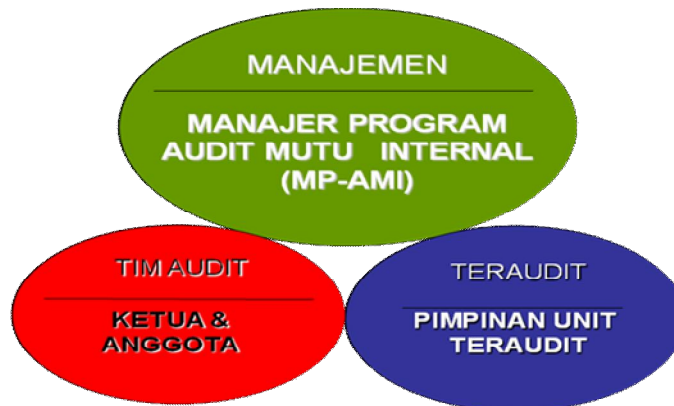 MANAJEMEN
MANAJER PROGRAM
AUDIT MUTU INTERNAL
(MP-AMI)
TIM AUDIT
KETUA &
ANGGOTA
TERAUDIT
PIMPINAN UNIT
TERAUDIT